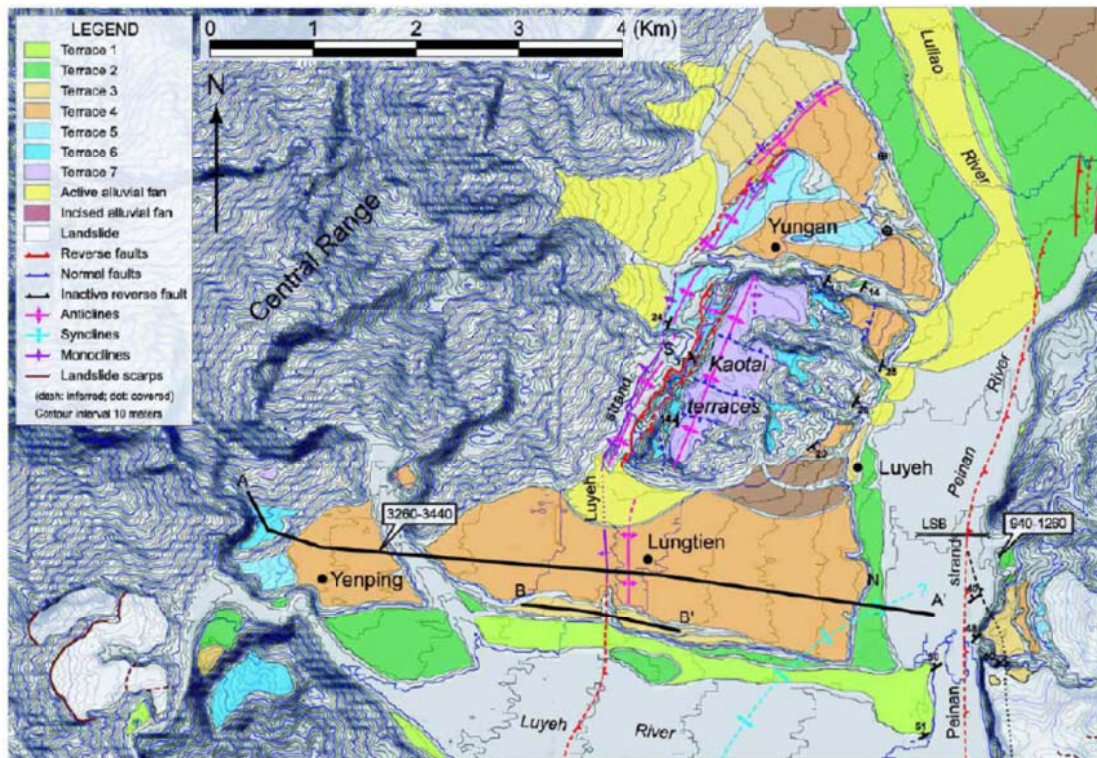 LEGEND
Terrace 1
Terrace 2
Terrace 3
Terrace 4
Terrace 5
Terrace 6
Terrace 7
Active alluvial fan
Incised alluvial fan
Landslide
Reverse faults
Normal faults
Inactive reverse fault
Anticlines
Synclines
Monoclines
Landslide scarps
(dash: inferred; dot: covered)
Contour interval 10 meters
0 1 2 3 4 (Km)
N
Central Range
Luliao
River
Yungan
14
24
Kaotai
terraces
strand
28
Luyeh
Peinan
River
Luyeh
A
3260-3440
LSB
940-1260
strand
Lungtien
Yenping
N
?
A'
B
B'
Luyeh
River
51
Peinan